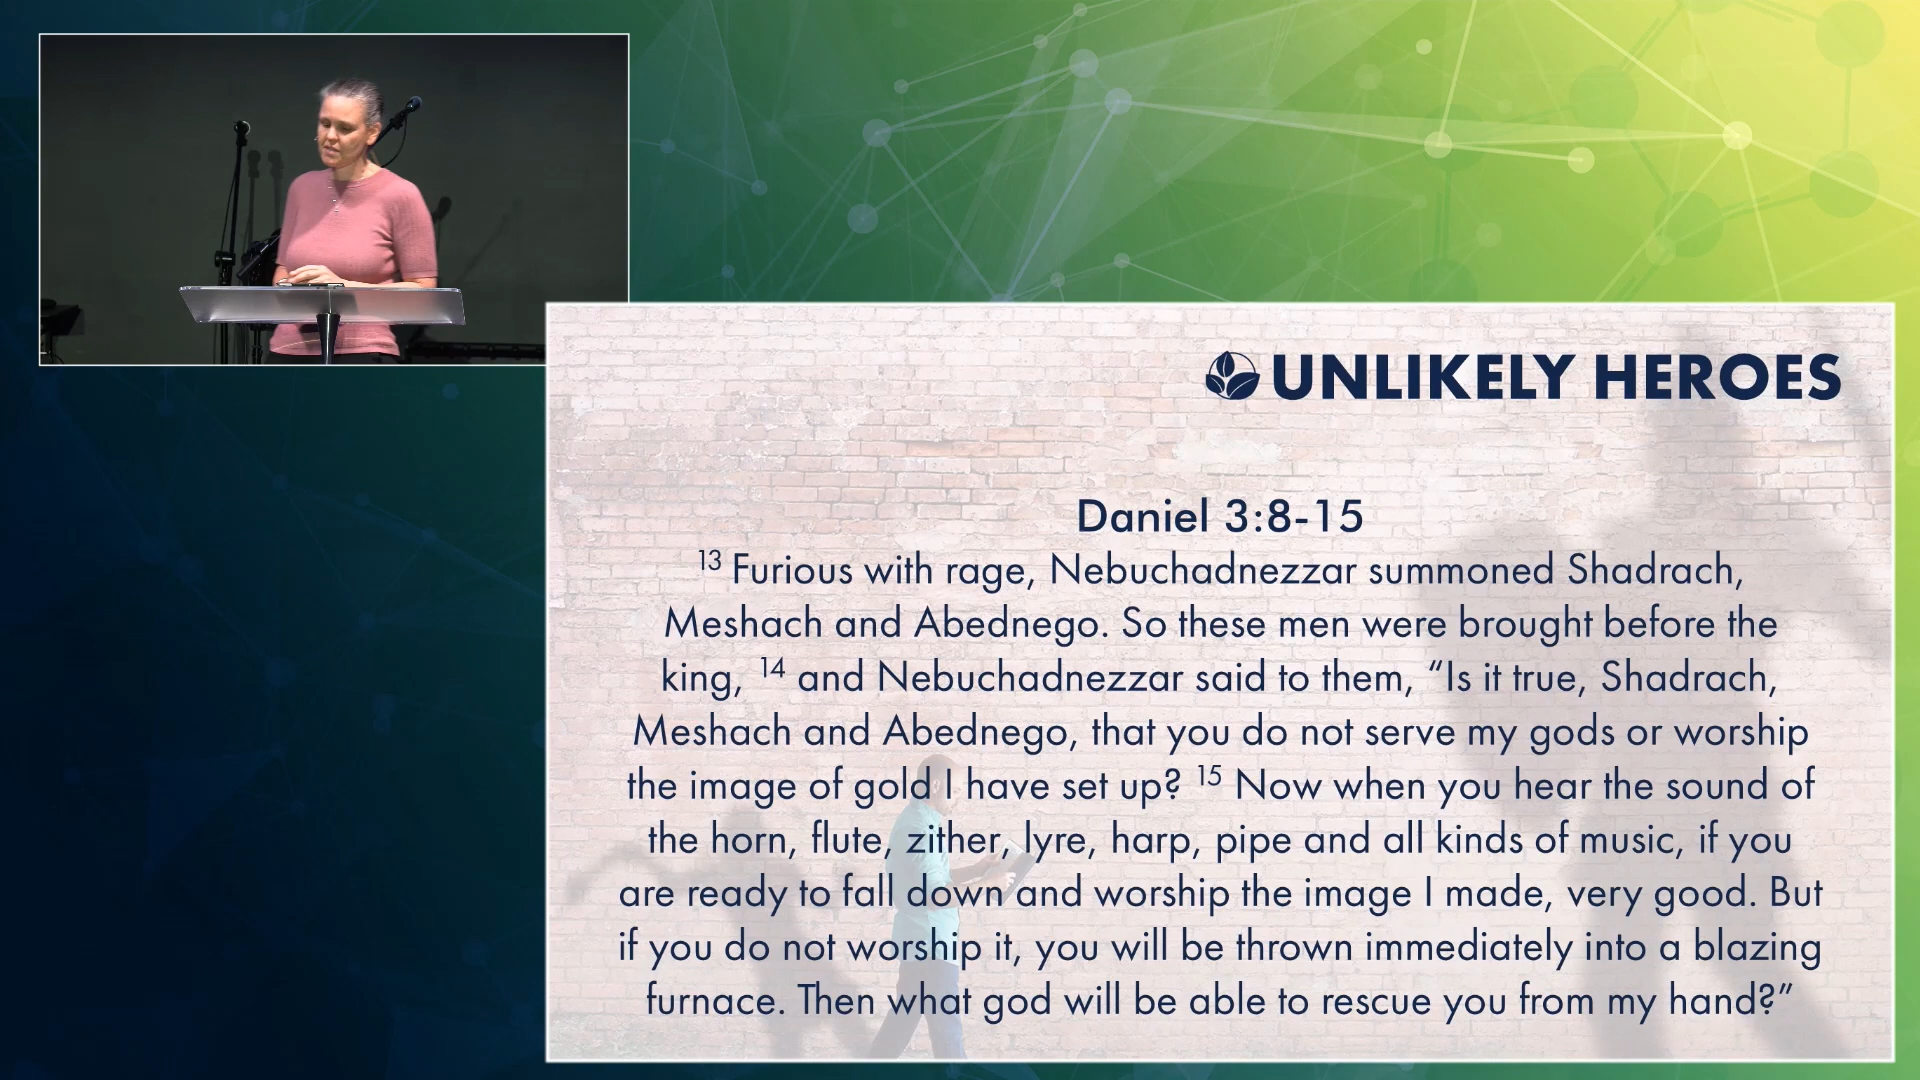 UNLIKELY HEROES
Daniel 3:8-15
13 Furious with rage, Nebuchadnezzar summoned Shadrach,
Meshach and Abednego. So these men were brought before the
king, 14 and Nebuchadnezzar said to them, “Is it true, Shadrach,
Meshach and Abednego, that you do not serve my gods or worship
the image of gold I have set up? 15 Now when you hear the sound of
the horn, flute, zither, lyre, harp, pipe and all kinds of music, if you
are ready to fall down and worship the image I made, very good. But
if you do not worship it, you will be thrown immediately into a blazing
furnace. Then what god will be able to rescue you from my hand?”